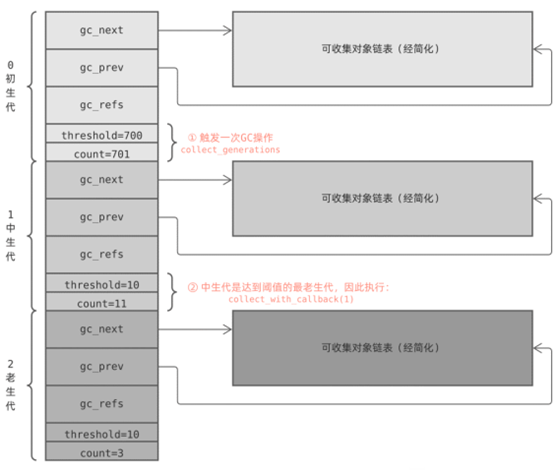 0
初
生
代
gc_next
gc_prev
gc_refs
threshold=700
count=701
可收集对象链表（经简化）
① 触发一次GC操作
collect_generations
1
中
生
代
gc_next
gc_prev
gc_refs
threshold=10
count=11
可收集对象链表（经简化）
② 中生代是达到阈值的最老生代，因此执行：
collect_with_callback(1)
2
老
生
代
gc_next
gc_prev
gc_refs
threshold=10
count=3
可收集对象链表（经简化）